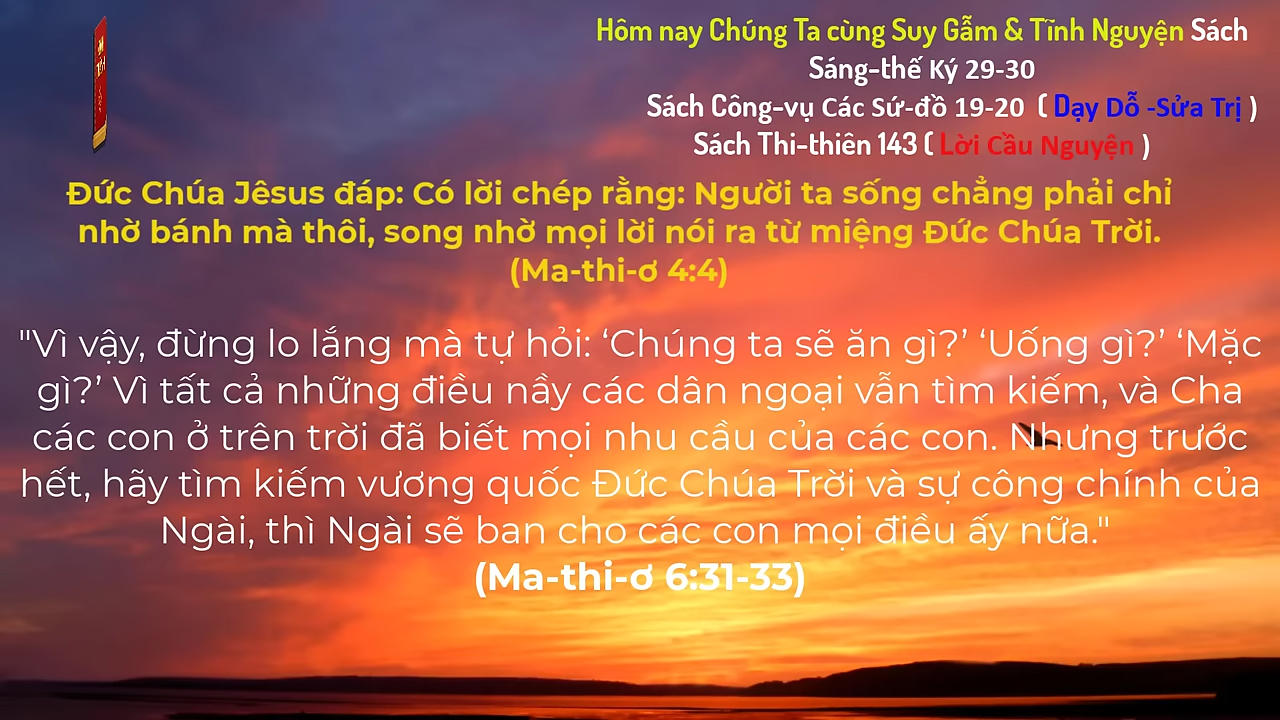 Hôm nay Chúng Ta cùng Suy Gẫm & Tĩnh Nguyện Sách
Sáng-thế Ký 29-30
Sách Công-vụ Các Sứ-đồ 19-20 ( Dạy Dỗ -Sửa Trị )
Sách Thi-thiên 143 ( Lời Cầu Nguyện )
Đức Chúa Jêsus đáp: Có lời chép rằng: Người ta sống chẳng phải chỉ
nhờ bánh mà thôi, song nhờ mọi lời nói ra từ miệng Đức Chúa Trời.
(Ma-thi-ơ 4:4)
"Vì vậy, đừng lo lắng mà tự hỏi: ‘Chúng ta sẽ ăn gì?’ ‘Uống gì?’ ‘Mặc
gì?’ Vì tất cả những điều nầy các dân ngoại vẫn tìm kiếm, và Cha
các con ở trên trời đã biết mọi nhu cầu của các con. Nhưng trước
hết, hãy tìm kiếm vương quốc Đức Chúa Trời và sự công chính của
Ngài, thì Ngài sẽ ban cho các con mọi điều ấy nữa."
(Ma-thi-ơ 6:31-33)